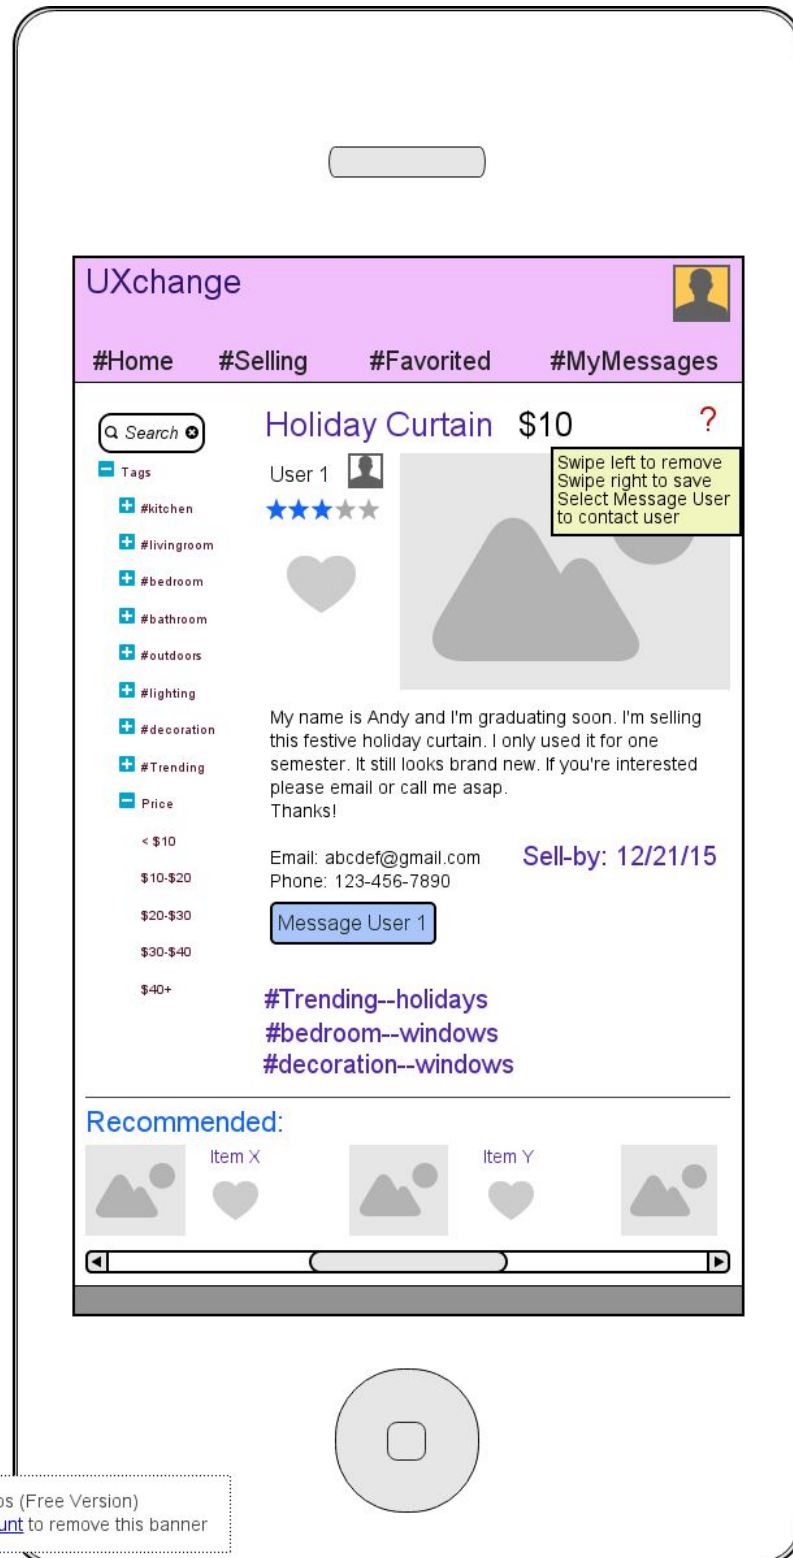 UXchange
#Home #Selling #Favorited #MyMessages
Search
Tags
#kitchen
#livingroom
#bedroom
#bathroom
#outdoors
#lighting
#decoration
#Trending
Price
< $10
$10-$20
$20-$30
$30-$40
$40+
Holiday Curtain $10 ?
Swipe left to remove
Swipe right to save
Select Message User
to contact user
User 1
My name is Andy and I'm graduating soon. I'm selling
this festive holiday curtain. I only used it for one
semester. It still looks brand new. If you're interested
please email or call me asap.
Thanks!
Email: abcdef@gmail.com
Phone: 123-456-7890
Sell-by: 12/21/15
Message User 1
#Trending--holidays
#bedroom--windows
#decoration--windows
Recommended:
Item X
Item Y
(Free Version)
to remove this banner